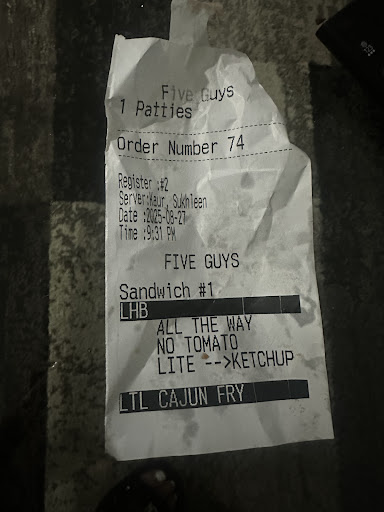 Five Guys
1 Patties
Order Number 74
Register :#2
Server:Kaur, Sukhleen
Date :2025-08-27
Time :9:31 PM
FIVE GUYS
Sandwich #1
LHB
ALL THE WAY
NO TOMATO
LITE -->KETCHUP
LTL CAJUN FRY